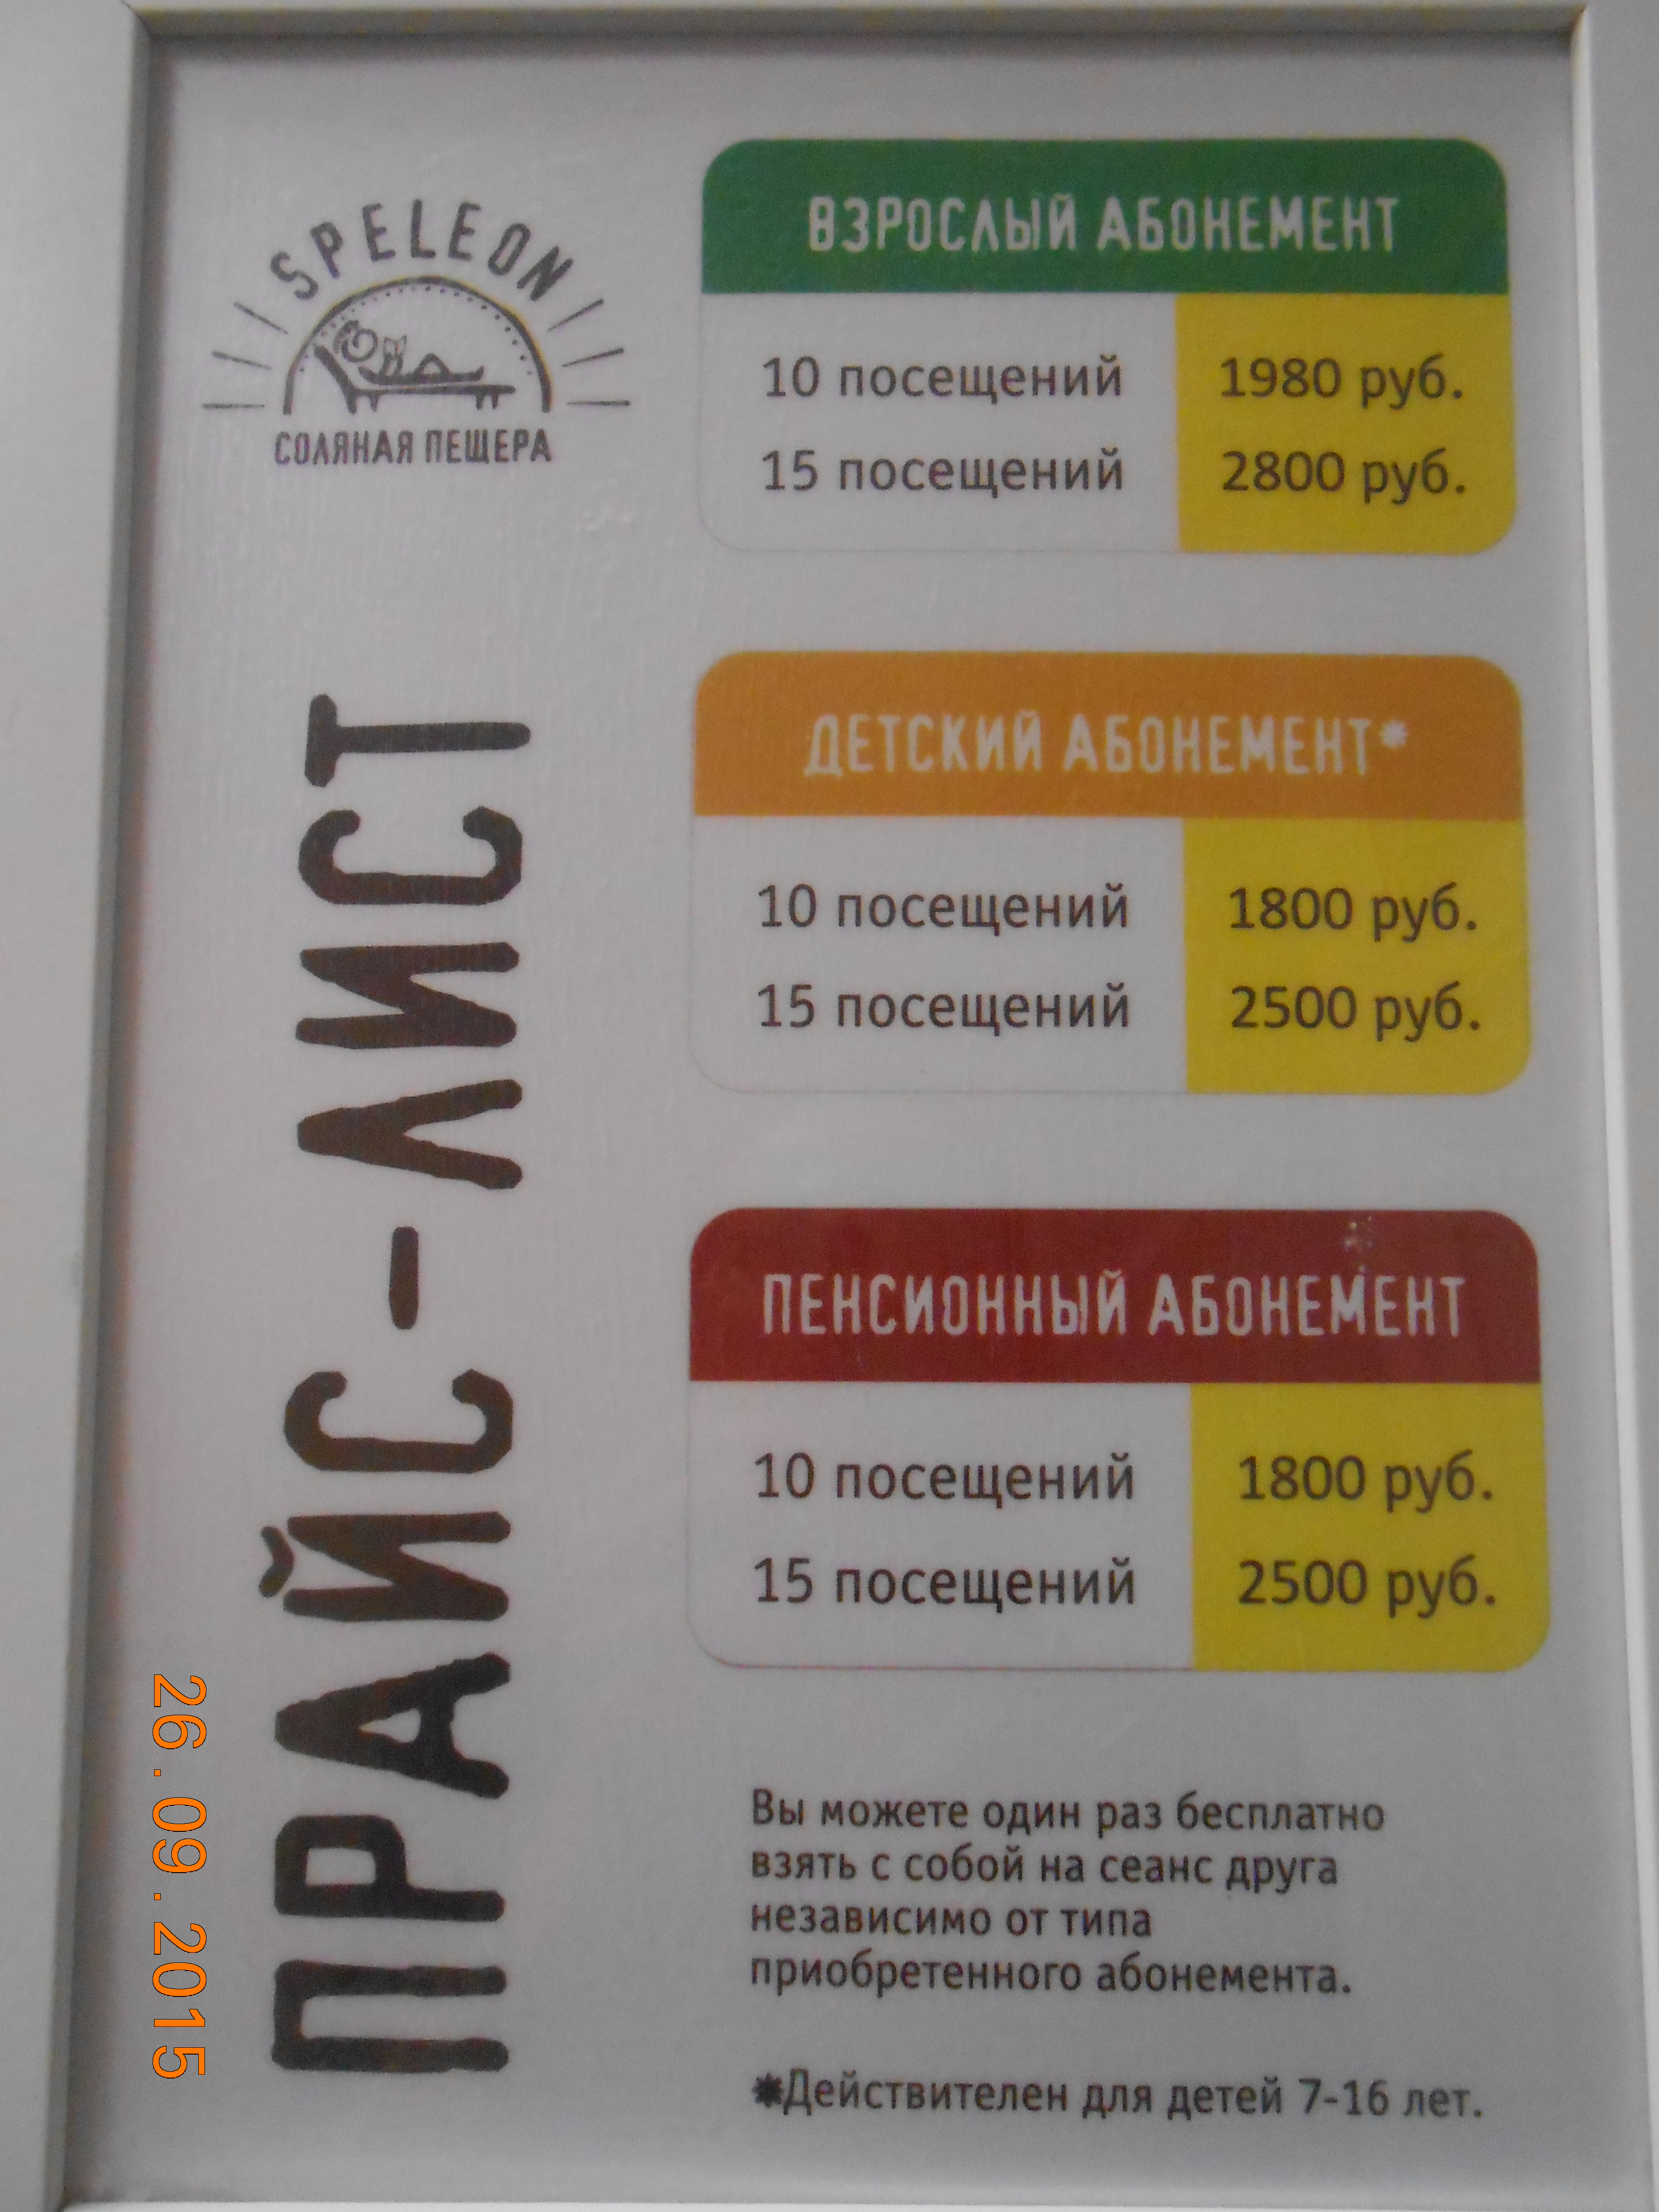 SPELEON
СОЛЯНАЯ ПЕЩЕРА
ПРАЙС-ЛИСТ
ВЗРОСЛЫЙ АБОНЕМЕНТ
10 посещений 1980 руб.
15 посещений 2800 руб.
ДЕТСКИЙ АБОНЕМЕНТ*
10 посещений 1800 руб.
15 посещений 2500 руб.
ПЕНСИОННЫЙ АБОНЕМЕНТ
10 посещений 1800 руб.
15 посещений 2500 руб.
Вы можете один раз бесплатно
взять с собой на сеанс друга
независимо от типа
приобретенного абонемента.
*Действителен для детей 7-16 лет.
26.09.2015